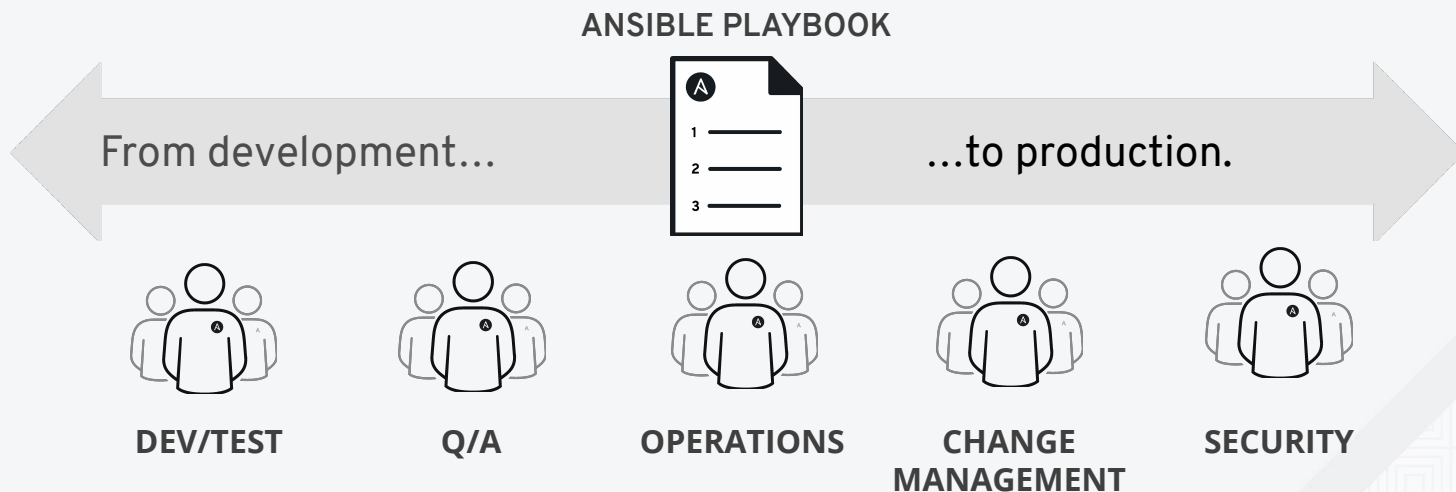 ANSIBLE PLAYBOOK
From development...
...to production.
1
2
3
DEV/TEST
Q/A
OPERATIONS
CHANGE
MANAGEMENT
SECURITY